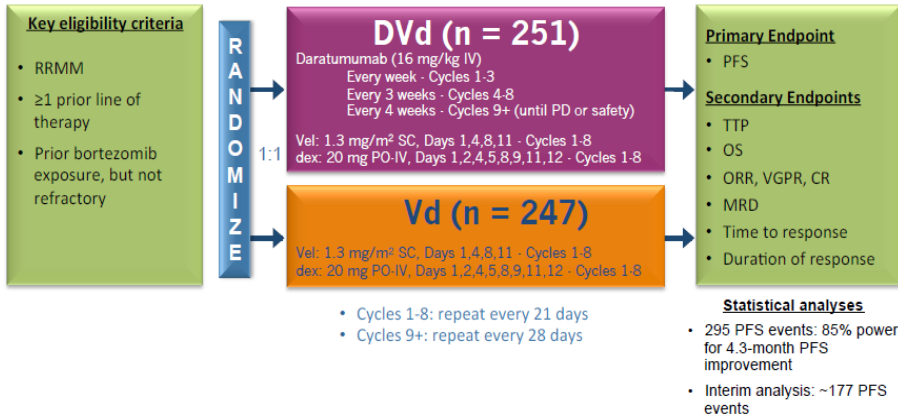 Key eligibility criteria
• RRMM
• ≥1 prior line of
therapy
• Prior bortezomib
exposure, but not
refractory
RANDOMIZE
1:1
DVd (n = 251)
Daratumumab (16 mg/kg IV)
Every week - Cycles 1-3
Every 3 weeks - Cycles 4-8
Every 4 weeks - Cycles 9+ (until PD or safety)
Vel: 1.3 mg/m² SC, Days 1,4,8,11 - Cycles 1-8
dex: 20 mg PO-IV, Days 1,2,4,5,8,9,11,12 - Cycles 1-8
Vd (n = 247)
Vel: 1.3 mg/m² SC, Days 1,4,8,11 - Cycles 1-8
dex: 20 mg PO-IV, Days 1,2,4,5,8,9,11,12 - Cycles 1-8
• Cycles 1-8: repeat every 21 days
• Cycles 9+: repeat every 28 days
Primary Endpoint
• PFS
Secondary Endpoints
• TTP
• OS
• ORR, VGPR, CR
• MRD
• Time to response
• Duration of response
Statistical analyses
• 295 PFS events: 85% power
for 4.3-month PFS
improvement
• Interim analysis: ~177 PFS
events